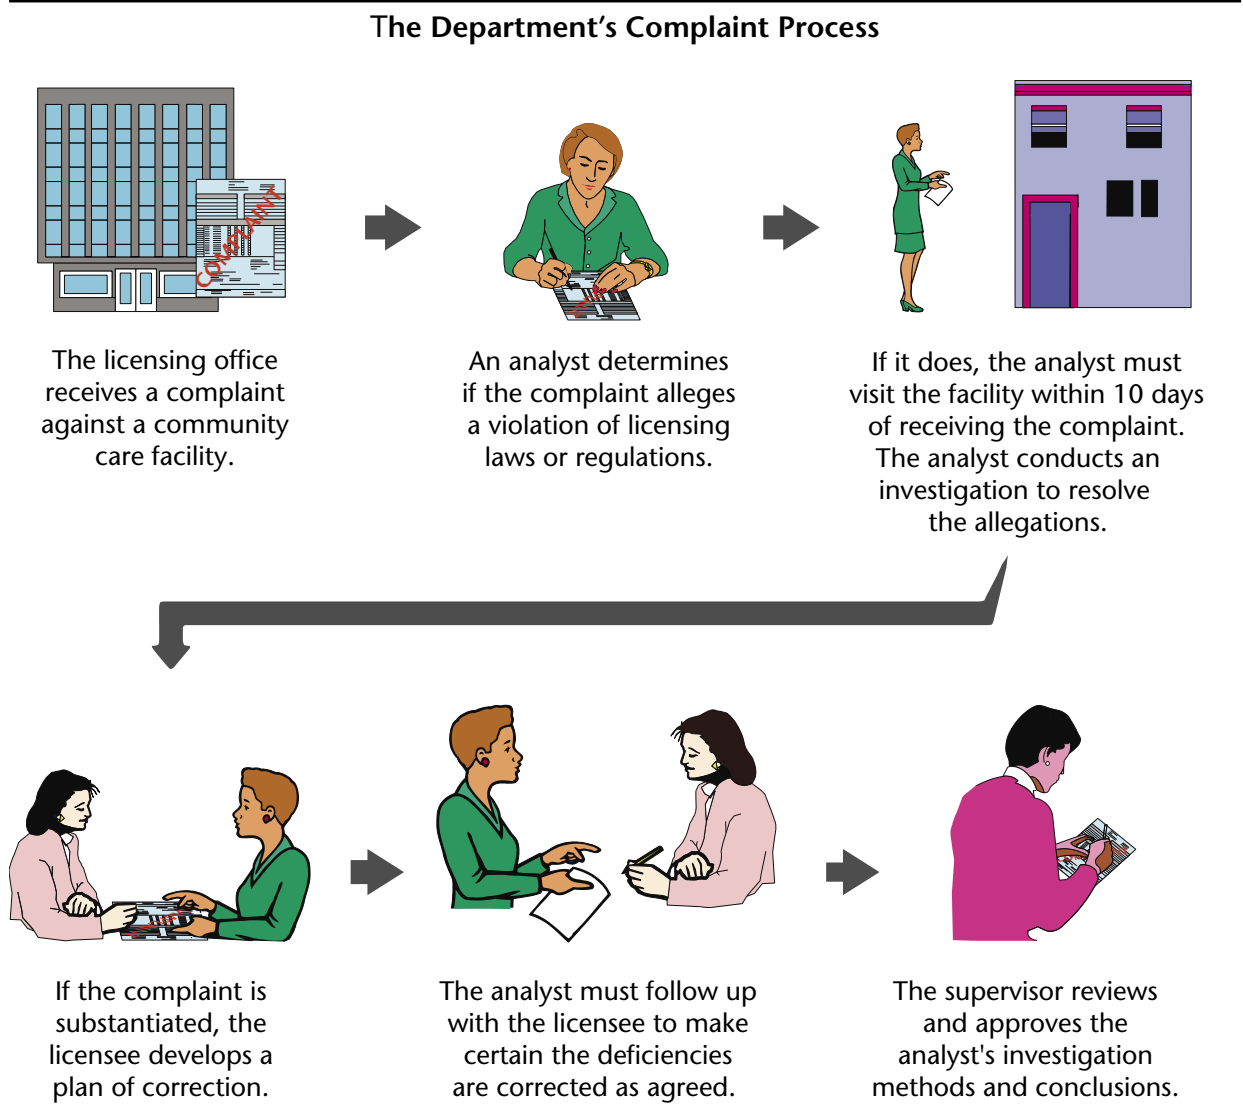 The Department's Complaint Process
COMPLAINT
The licensing office
receives a complaint
against a community
care facility.
An analyst determines
if the complaint alleges
a violation of licensing
laws or regulations.
If it does, the analyst must
visit the facility within 10 days
of receiving the complaint.
The analyst conducts an
investigation to resolve
the allegations.
If the complaint is
substantiated, the
licensee develops a
plan of correction.
The analyst must follow up
with the licensee to make
certain the deficiencies
are corrected as agreed.
The supervisor reviews
and approves the
analyst's investigation
methods and conclusions.